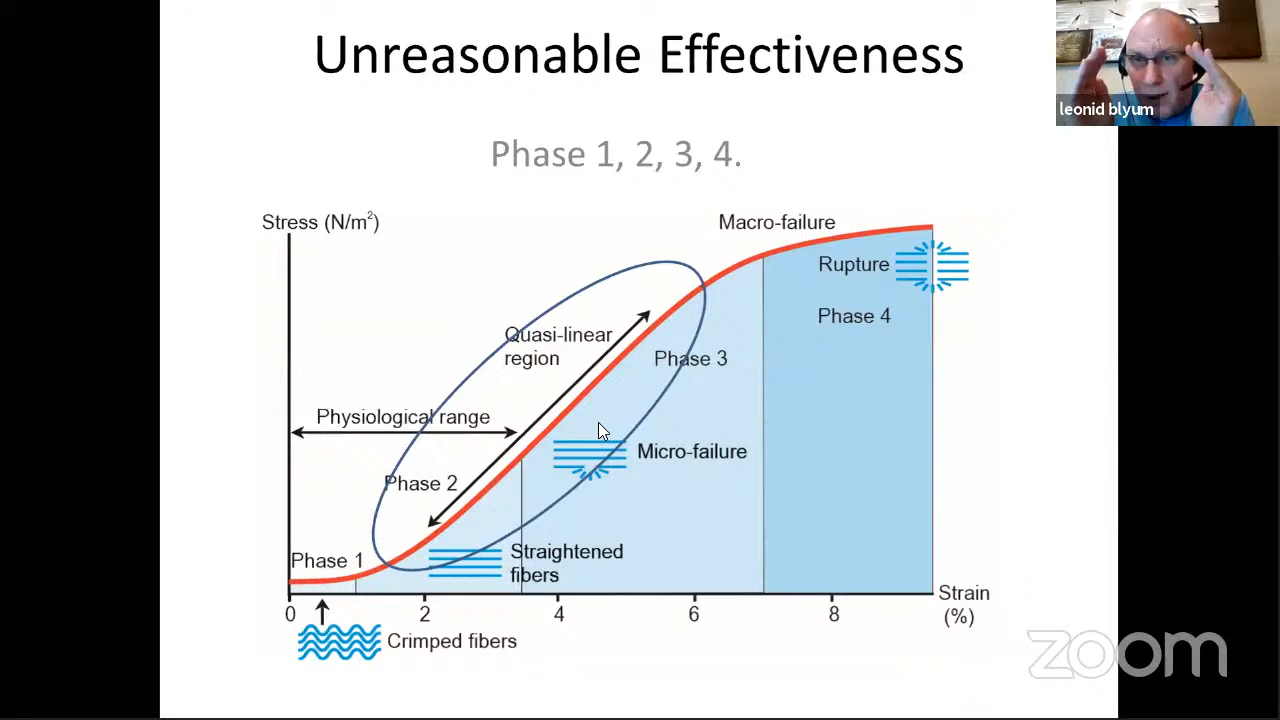 Unreasonable Effectiveness
leonid blyum
Phase 1, 2, 3, 4.
Stress (N/m²)
Macro-failure
Rupture
Phase 4
Quasi-linear
region
Phase 3
Physiological range
Micro-failure
Phase 2
Straightened
fibers
Phase 1
0 2 4 6 8
Strain
(%)
Crimped fibers
zoom